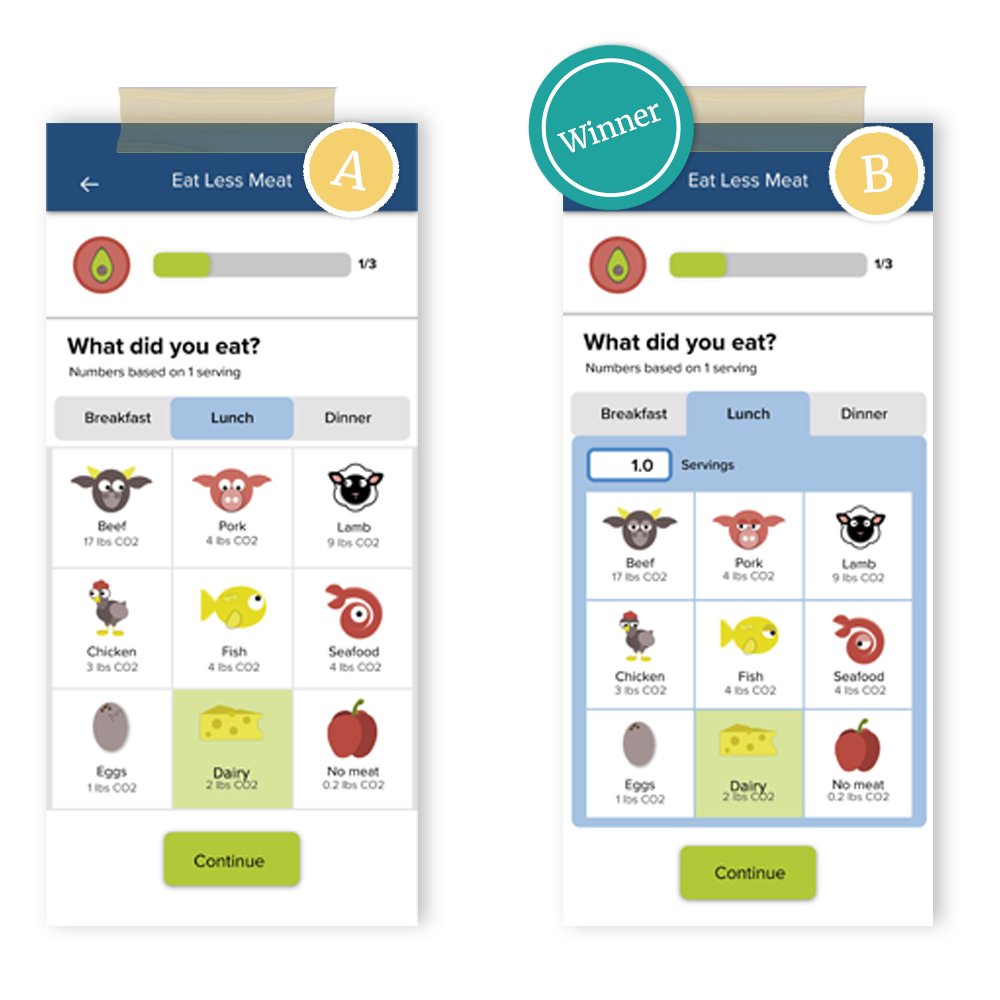 Eat Less Meat
A
1/3
What did you eat?
Numbers based on 1 serving
Breakfast Lunch Dinner
Beef Pork Lamb
17 lbs CO2 4 lbs CO2 9 lbs CO2
Chicken Fish Seafood
3 lbs CO2 4 lbs CO2 4 lbs CO2
Eggs Dairy No meat
1 lbs CO2 2 lbs CO2 0.2 lbs CO2
Continue
Winner
Eat Less Meat
B
1/3
What did you eat?
Numbers based on 1 serving
Breakfast Lunch Dinner
1.0 Servings
Beef Pork Lamb
17 lbs CO2 4 lbs CO2 9 lbs CO2
Chicken Fish Seafood
3 lbs CO2 4 lbs CO2 4 lbs CO2
Eggs Dairy No meat
1 lbs CO2 2 lbs CO2 0.2 lbs CO2
Continue